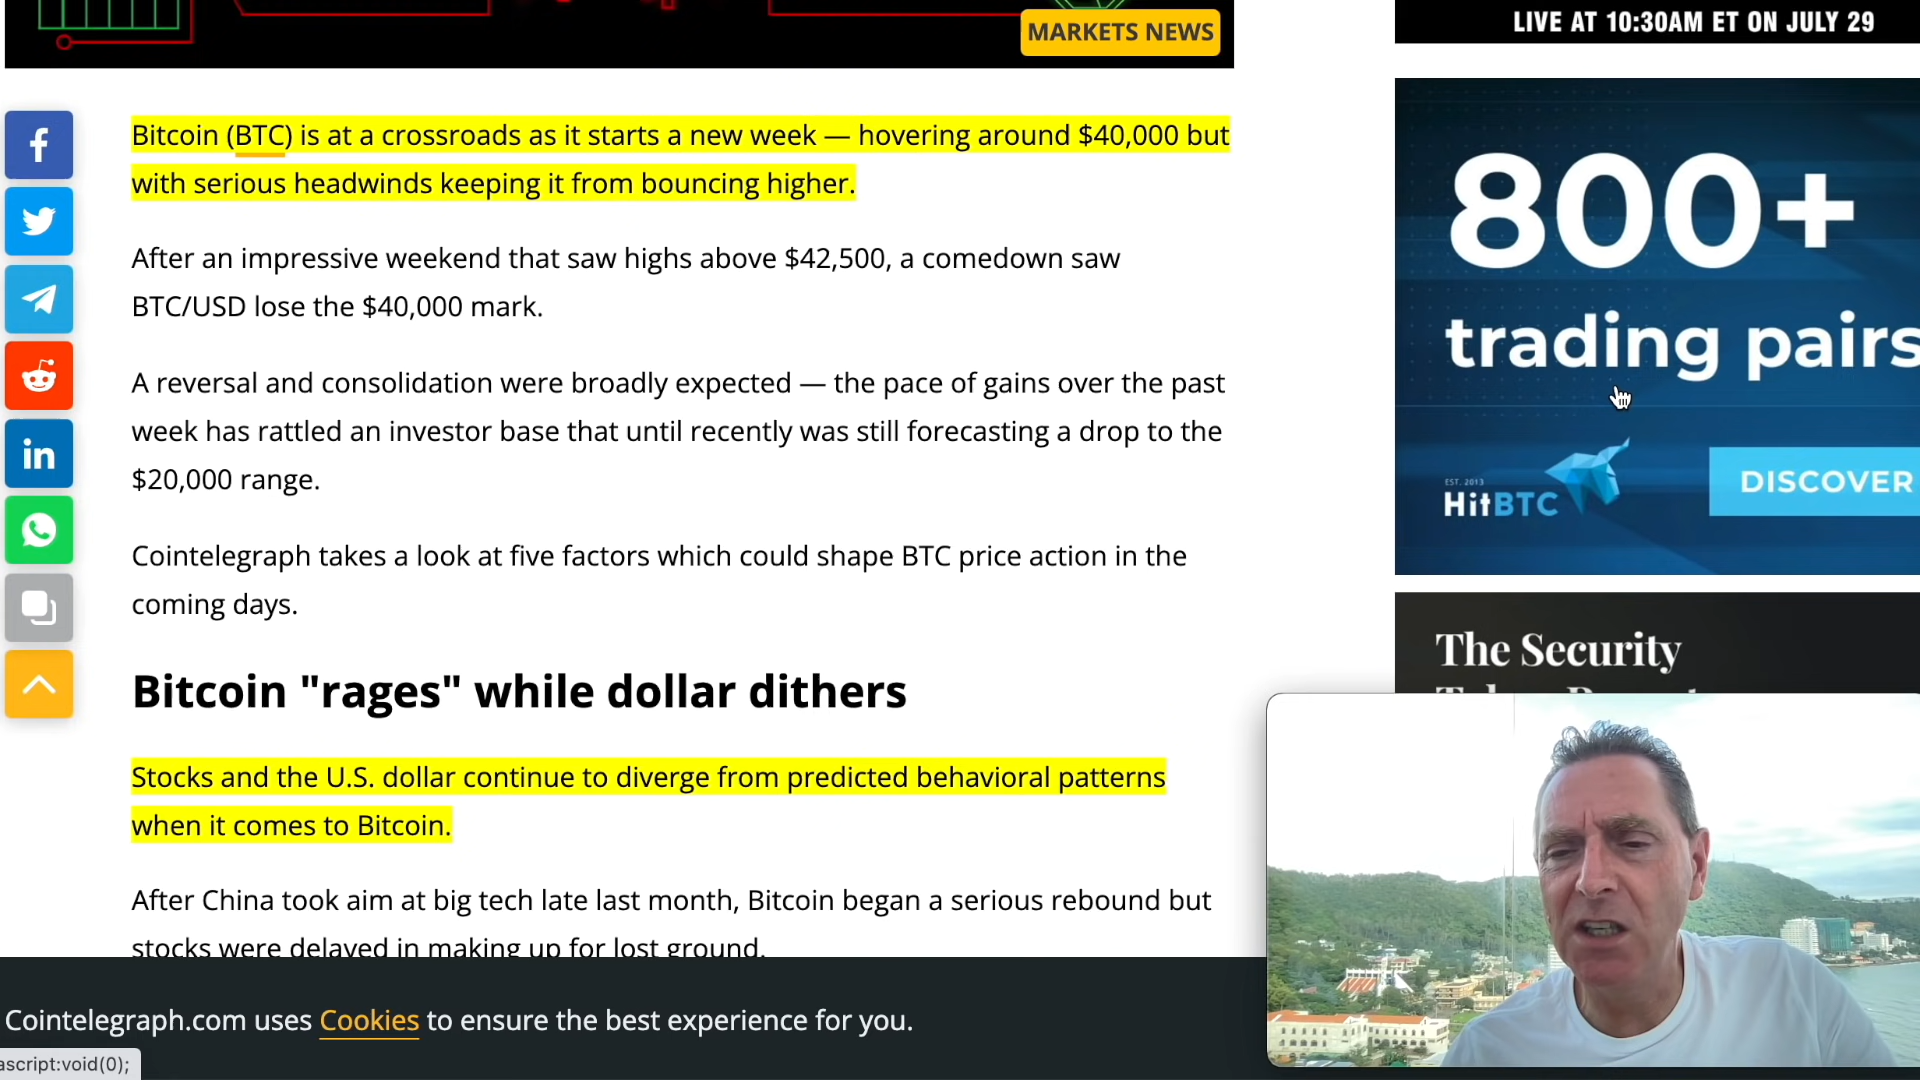 MARKETS NEWS
LIVE AT 10:30AM ET ON JULY 29
Bitcoin (BTC) is at a crossroads as it starts a new week — hovering around $40,000 but
with serious headwinds keeping it from bouncing higher.
After an impressive weekend that saw highs above $42,500, a comedown saw
BTC/USD lose the $40,000 mark.
A reversal and consolidation were broadly expected — the pace of gains over the past
week has rattled an investor base that until recently was still forecasting a drop to the
$20,000 range.
Cointelegraph takes a look at five factors which could shape BTC price action in the
coming days.
Bitcoin "rages" while dollar dithers
Stocks and the U.S. dollar continue to diverge from predicted behavioral patterns
when it comes to Bitcoin.
After China took aim at big tech late last month, Bitcoin began a serious rebound but
stocks were delayed in making up for lost ground.
800+
trading pairs
EST. 2013
HitBTC
DISCOVER
The Security
Cointelegraph.com uses Cookies to ensure the best experience for you.
ascript:void(0);